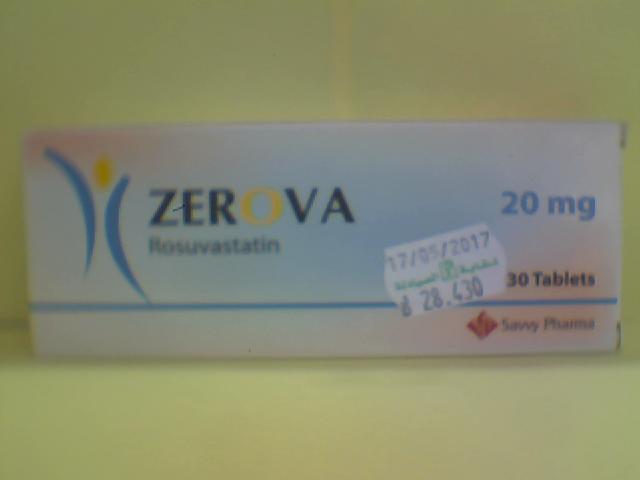 ZEROVA
Rosuvastatin
20 mg
17/05/2017
28.430
30 Tablets
Savvy Pharma